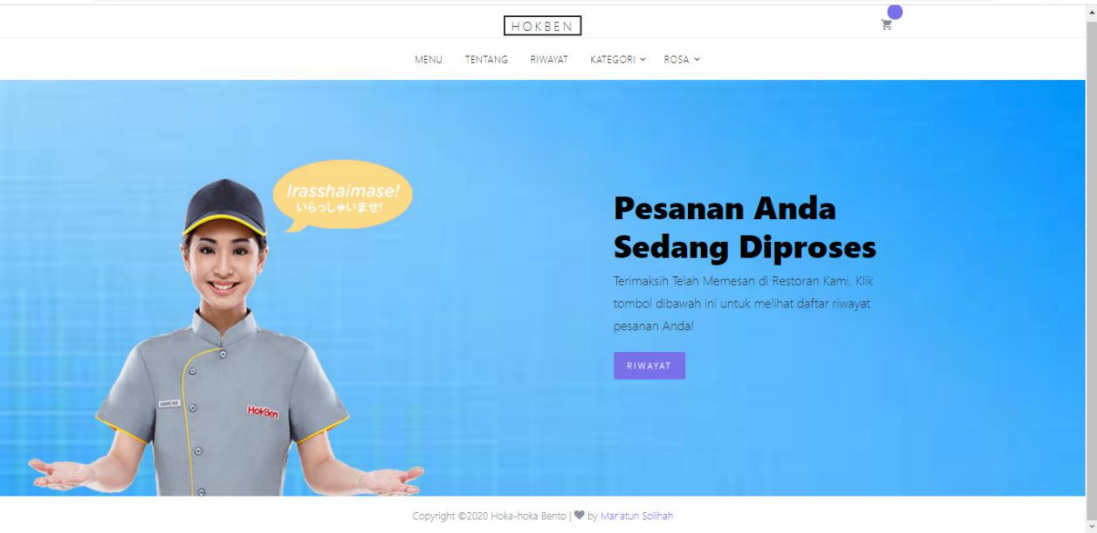 HOKBEN
MENU TENTANG RIWAYAT KATEGORI ROSA
Irasshaimase!
いらっしゃいませ!
Pesanan Anda
Sedang Diproses
Terimaksih Telah Memesan di Restoran Kami, Klik
tombol dibawah ini untuk melihat daftar riwayat
pesanan Anda!
RIWAYAT
HokBen
Copyright ©2020 Hoka-hoka Bento | by Mar'atun Solihah